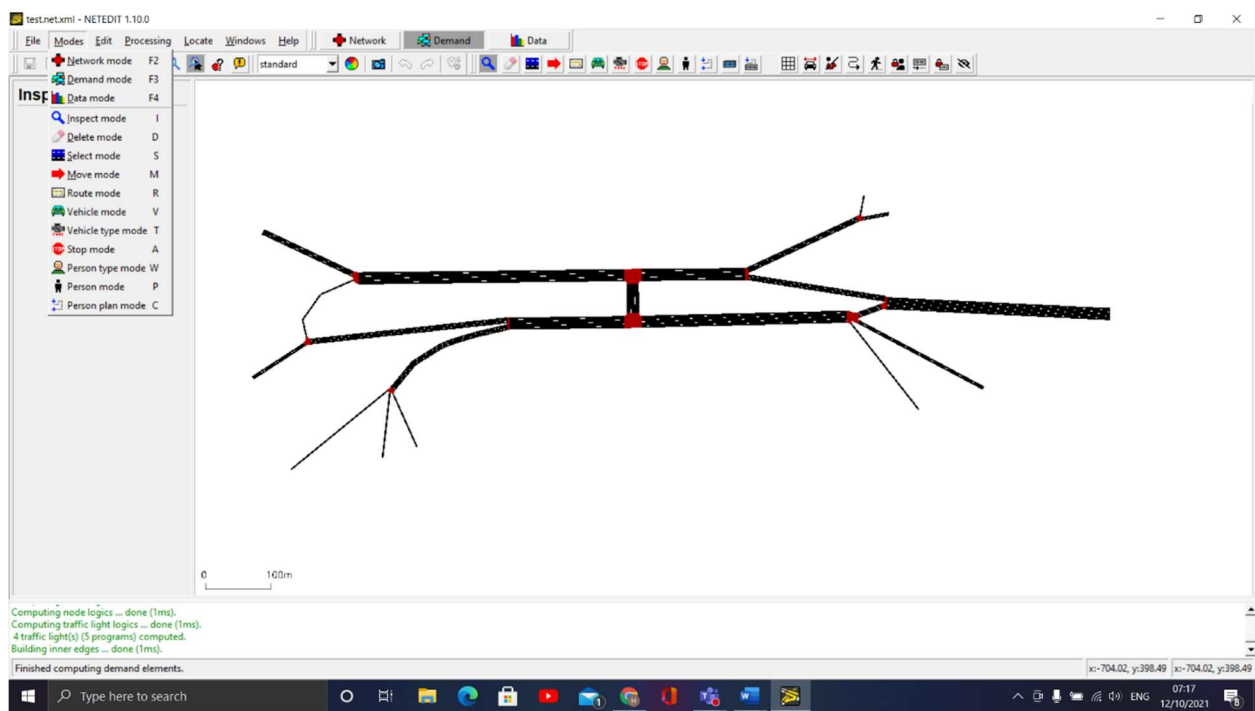 test.net.xml - NETEDIT 1.10.0
File Modes Edit Processing Locate Windows Help Network Demand Data
standard
Network mode F2
Demand mode F3
Data mode F4
Inspect mode I
Delete mode D
Select mode S
Move mode M
Route mode R
Vehicle mode V
Vehicle type mode T
Stop mode A
Person type mode W
Person mode P
Person plan mode C
0 100m
Computing node logics ... done (1ms).
Computing traffic light logics ... done (1ms).
4 traffic light(s) (5 programs) computed.
Building inner edges ... done (1ms).
Finished computing demand elements.
x:-704.02, y:398.49 x:-704.02, y:398.49
Type here to search
ENG
07:17
12/10/2021